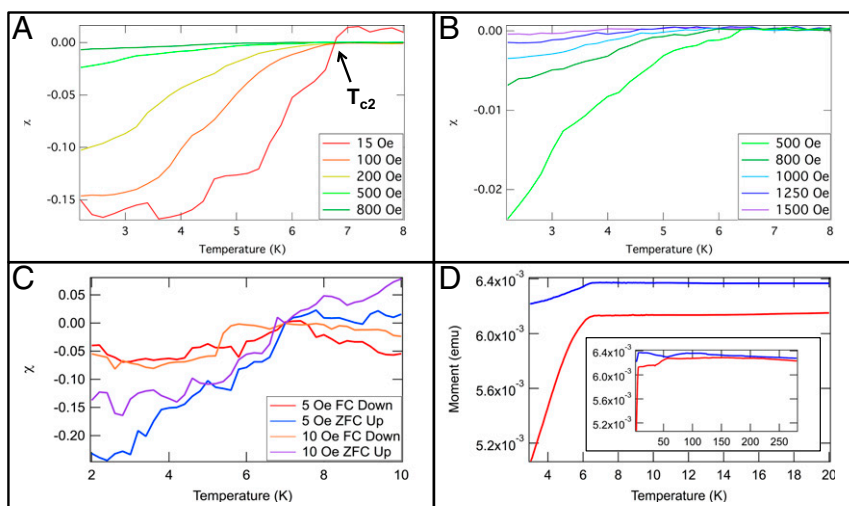 A
0.00
-0.05
-0.10
-0.15
χ
T_c2
15 Oe
100 Oe
200 Oe
500 Oe
800 Oe
3
4
5
6
7
8
Temperature (K)
B
0.00
-0.01
-0.02
χ
500 Oe
800 Oe
1000 Oe
1250 Oe
1500 Oe
3
4
5
6
7
8
Temperature (K)
C
0.05
0.00
-0.05
-0.10
-0.15
-0.20
χ
5 Oe FC Down
5 Oe ZFC Up
10 Oe FC Down
10 Oe ZFC Up
2
4
6
8
10
Temperature (K)
D
6.4x10⁻³
6.0x10⁻³
5.6x10⁻³
5.2x10⁻³
Moment (emu)
6.4x10⁻³
6.0x10⁻³
5.6x10⁻³
5.2x10⁻³
50
100
150
200
250
4
6
8
10
12
14
16
18
20
Temperature (K)